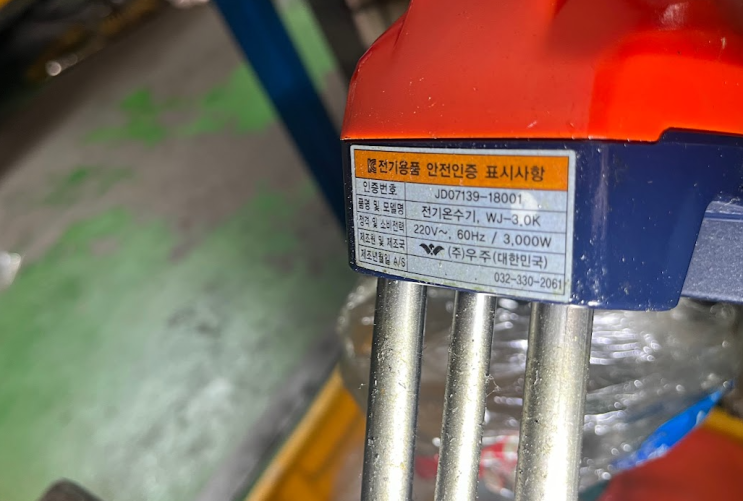 전기용품 안전인증 표시사항
인증번호 JD07139-18001
품명 및 모델명 전기온수기, WJ-3.0K
정격 및 소비전력 220V~, 60Hz / 3,000W
제조원 및 제조국 (주)우주(대한민국)
제조년월일 A/S 032-330-2061